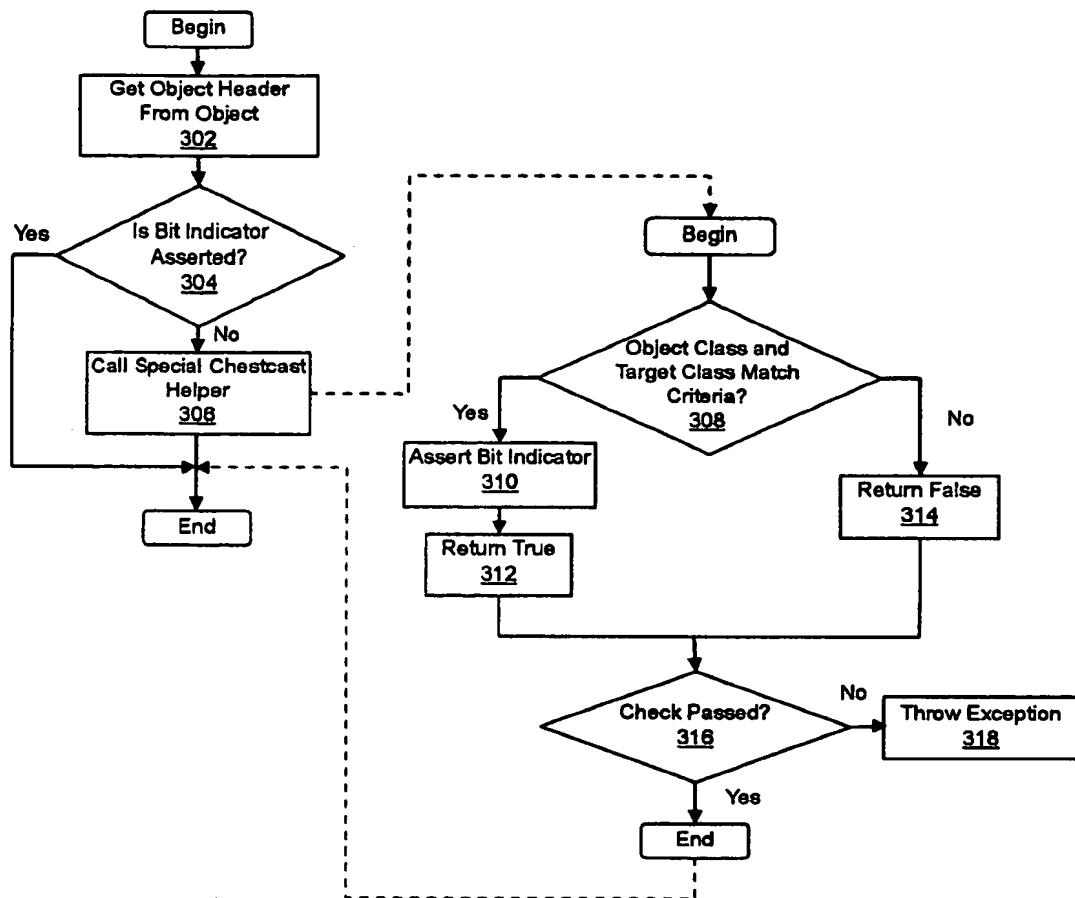 Begin
Get Object Header
From Object
302
Is Bit Indicator
Asserted?
304
Yes
No
Call Special Chestcast
Helper
306
End
Begin
Object Class and
Target Class Match
Criteria?
308
Yes
No
Assert Bit Indicator
310
Return True
312
Return False
314
Check Passed?
316
No
Throw Exception
318
Yes
End